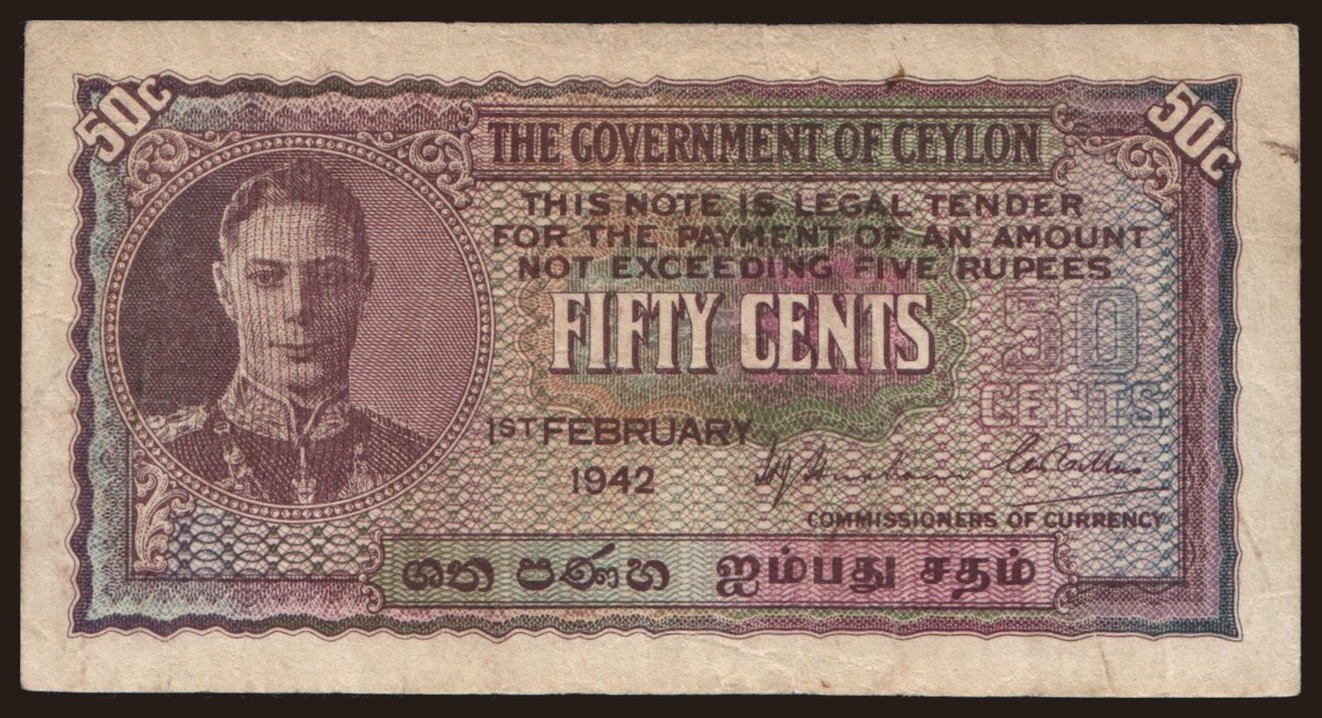 50c
50c
THE GOVERNMENT OF CEYLON
THIS NOTE IS LEGAL TENDER
FOR THE PAYMENT OF AN AMOUNT
NOT EXCEEDING FIVE RUPEES
FIFTY CENTS
50
CENTS
1ST FEBRUARY
1942
COMMISSIONERS OF CURRENCY
ශත පණහ ஐம்பது சதம்